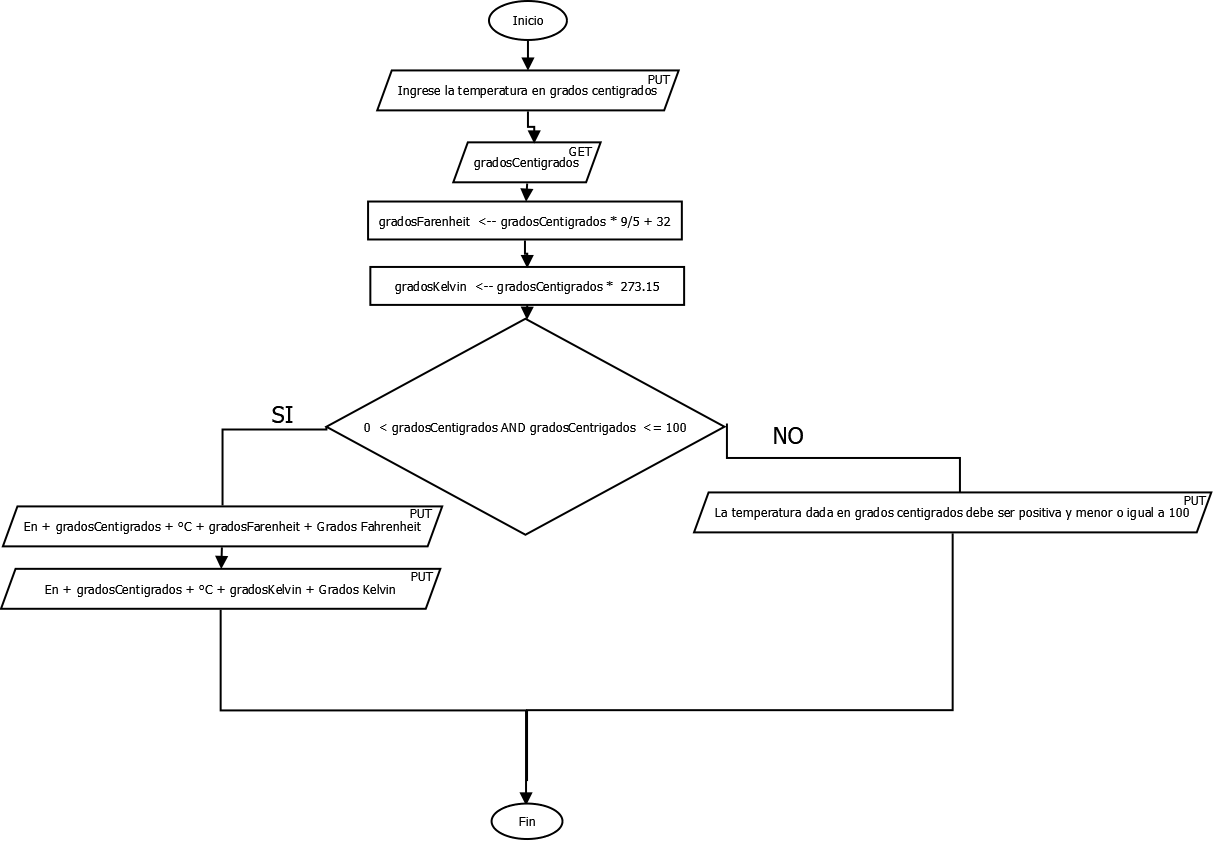 Inicio
PUT
Ingrese la temperatura en grados centigrados
GET
gradosCentigrados
gradosFarenheit <-- gradosCentigrados * 9/5 + 32
gradosKelvin <-- gradosCentigrados * 273.15
SI
0 < gradosCentigrados AND gradosCentrigados <= 100
NO
PUT
En + gradosCentigrados + ºC + gradosFarenheit + Grados Fahrenheit
PUT
La temperatura dada en grados centigrados debe ser positiva y menor o igual a 100
PUT
En + gradosCentigrados + ºC + gradosKelvin + Grados Kelvin
Fin